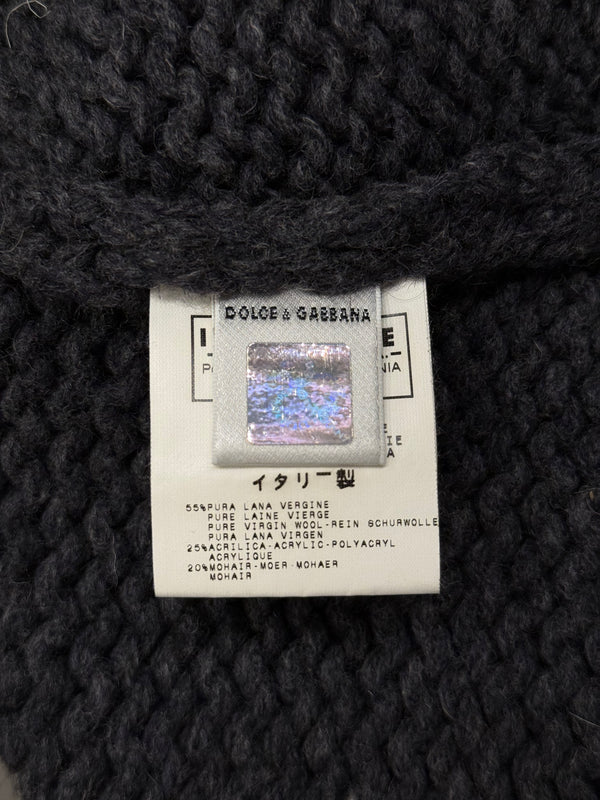 DOLCE & GABBANA
イタリー製
55%PURA LANA VERGINE
PURE LAINE VIERGE
PURE VIRGIN WOOL-REIN SCHURWOLLE
PURA LANA VIRGEN
25%ACRILICA-ACRYLIC-POLYACRYL
ACRYLIQUE
20%MOHAIR-MOER-MOHAER
MOHAIR